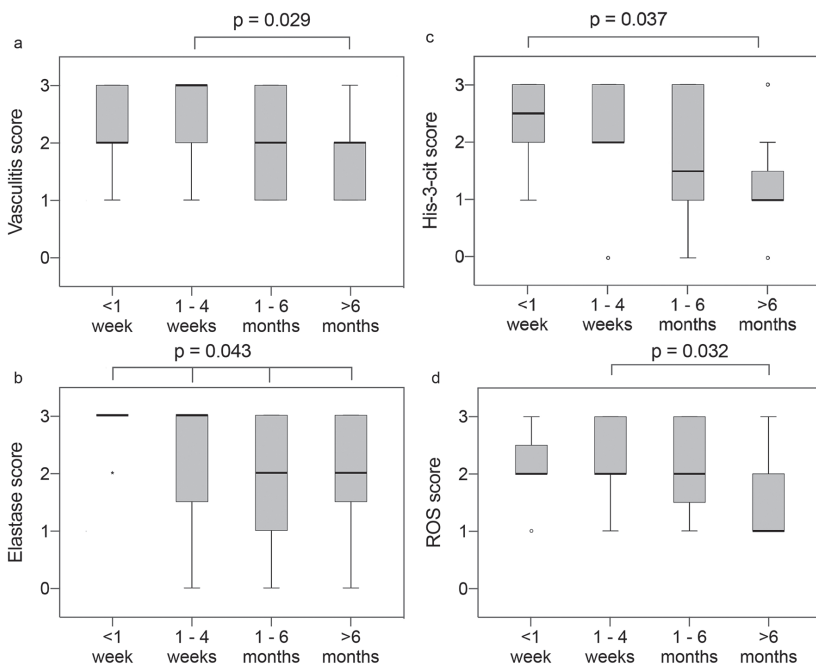 a
p = 0.029
Vasculitis score
3
2
1
0
<1 week
1 - 4 weeks
1 - 6 months
>6 months
c
p = 0.037
His-3-cit score
3
2
1
0
<1 week
1 - 4 weeks
1 - 6 months
>6 months
b
p = 0.043
Elastase score
3
2
1
0
<1 week
1 - 4 weeks
1 - 6 months
>6 months
d
p = 0.032
ROS score
3
2
1
0
<1 week
1 - 4 weeks
1 - 6 months
>6 months